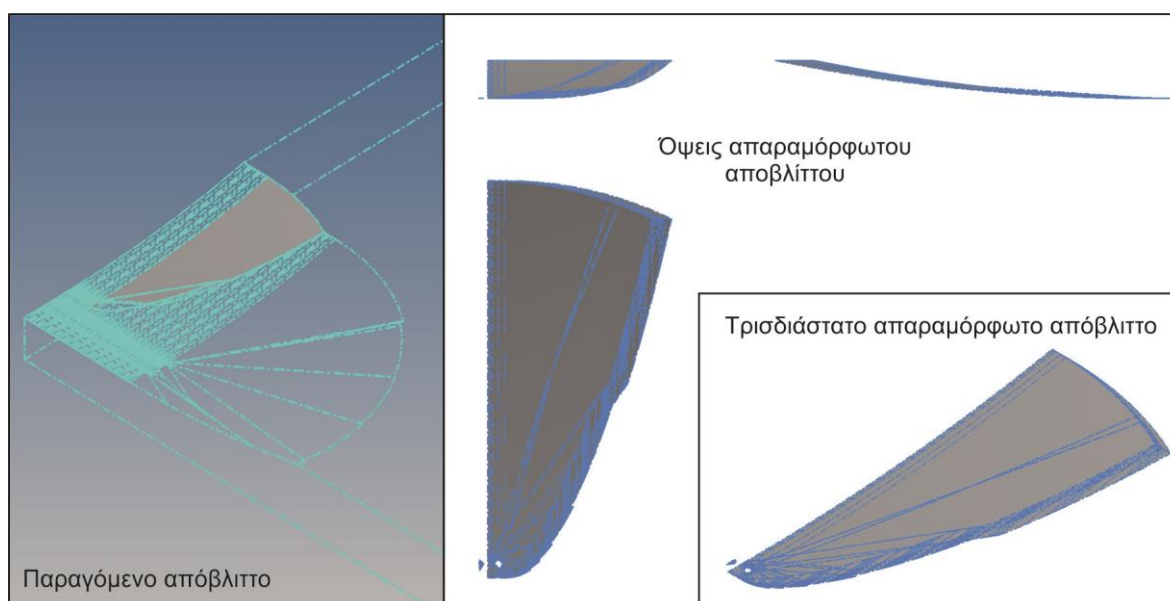 Όψεις απαραμόρφωτου
αποβλίττου
Τρισδιάστατο απαραμόρφωτο απόβλιττο
Παραγόμενο απόβλιττο